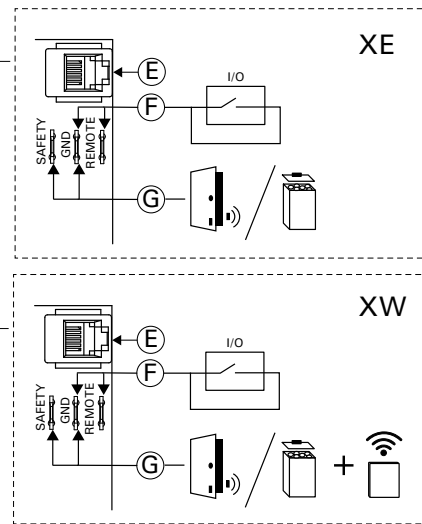 XE
E
I/O
F
SAFETY
GND
REMOTE
G
XW
E
I/O
F
SAFETY
GND
REMOTE
G